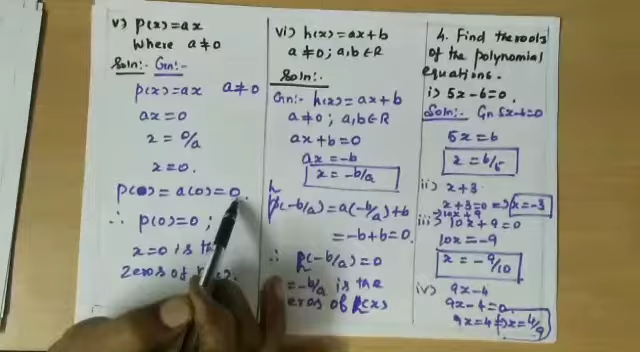 v) p(x) = ax
where a ≠ 0
Soln:- Gn:-
p(x) = ax a ≠ 0
ax = 0
x = 0/a
x = 0.
p(0) = a(0) = 0.
∴ p(0) = 0;
x = 0 is the
Zeros of
vi) h(x) = ax + b
a ≠ 0; a, b ∈ R
Soln:-
Gn:- h(x) = ax + b
a ≠ 0; a, b ∈ R
ax + b = 0
ax = -b
x = -b/a
h(-b/a) = a(-b/a) + b
= -b + b = 0.
∴ h(-b/a) = 0
= -b/a is the
eros of h(x)
4. Find the roots
of the polynomial
equations.
i) 5x - 6 = 0.
Soln:- Gn 5x-6=0
5x = 6
x = 6/5
ii) x + 3
x + 3 = 0 ⇒ x = -3
10x + 9
iii) 10x + 9 = 0
10x = -9
x = -9/10
iv) 9x - 4
9x - 4 = 0
9x = 4 ⇒ x = 4/9